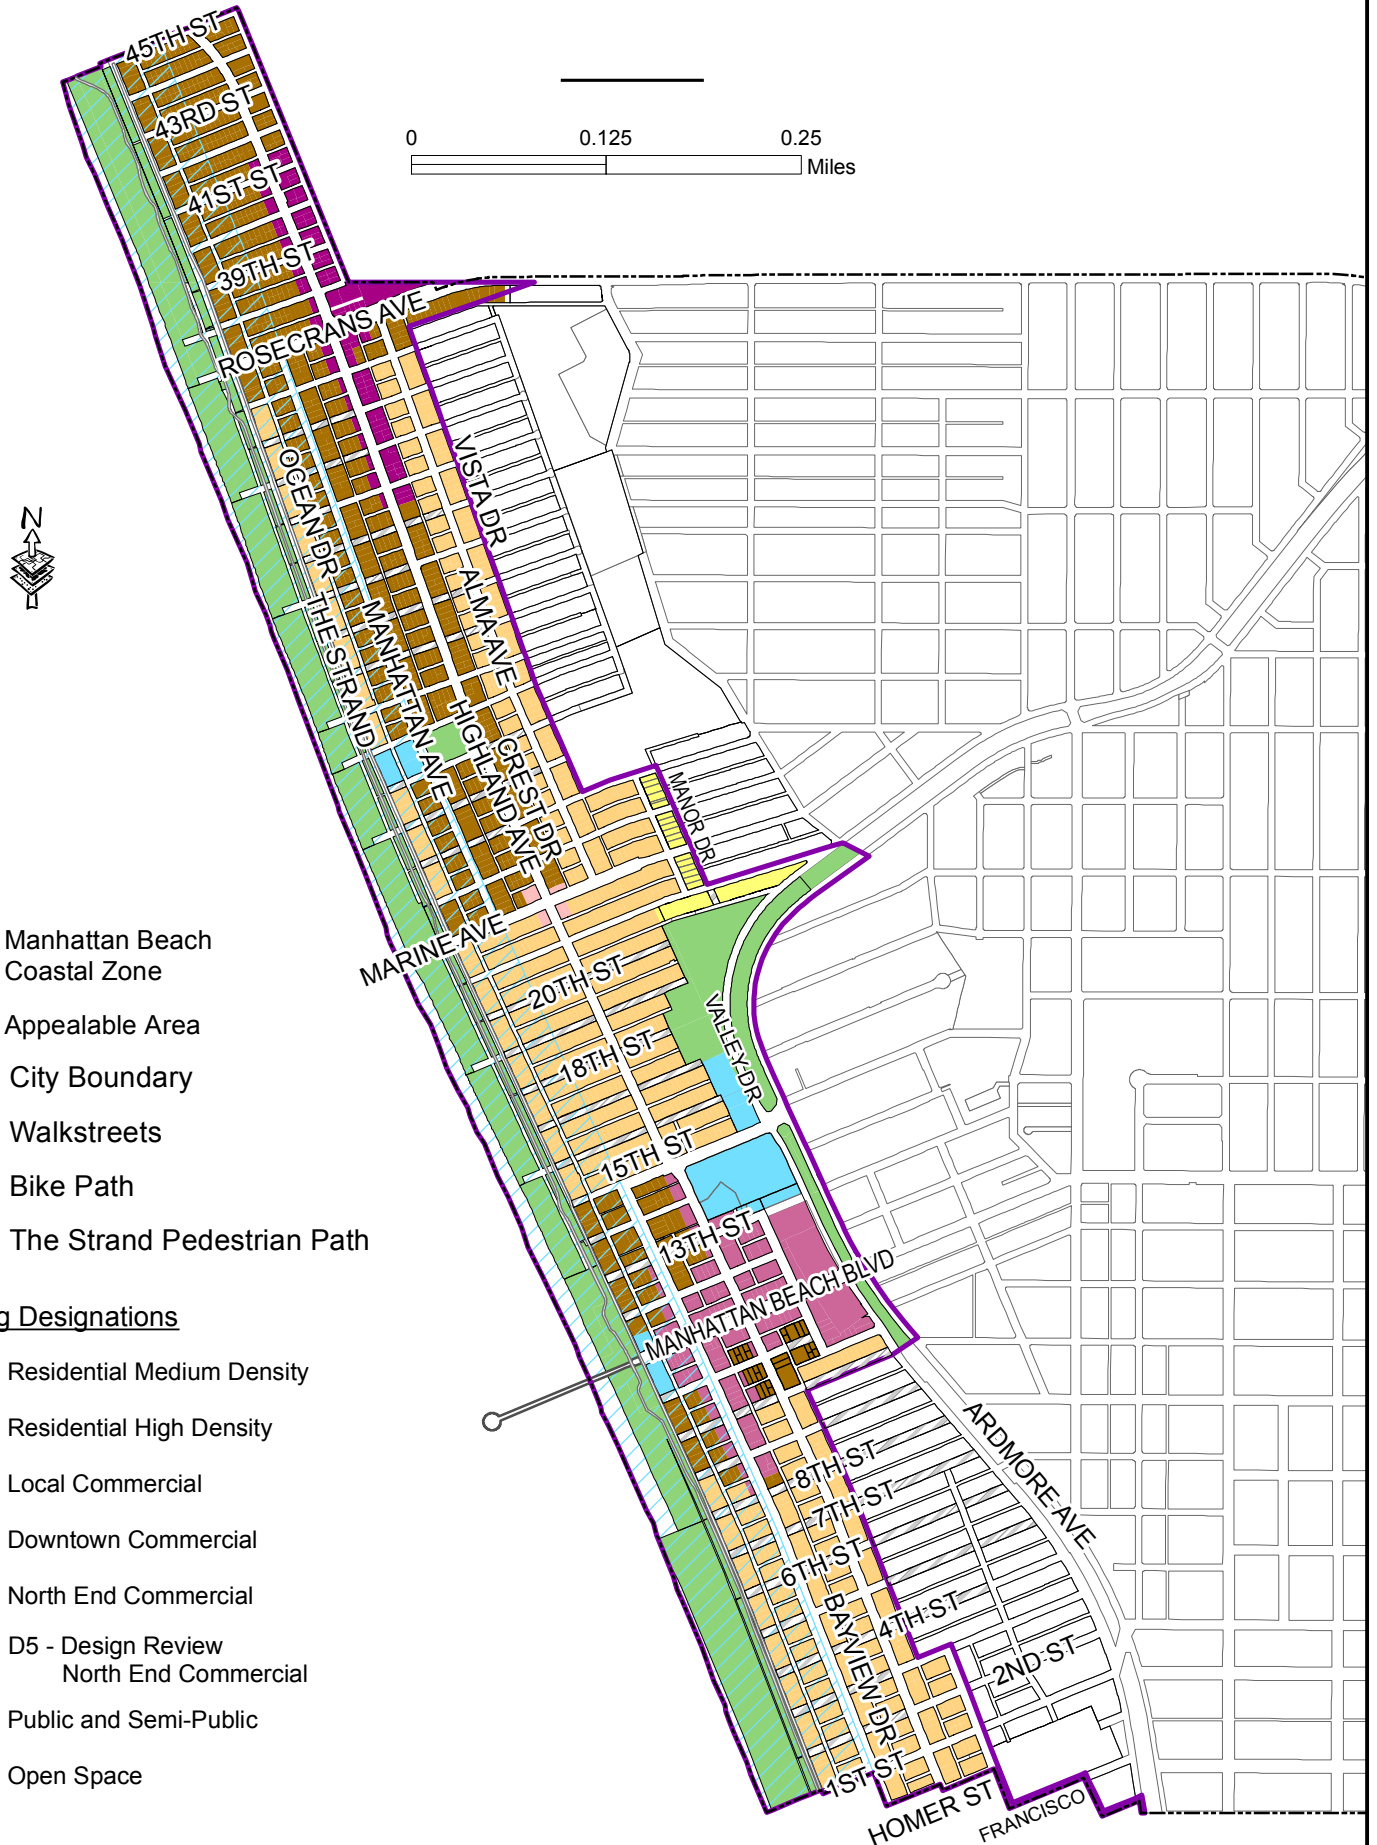 45TH ST
43RD ST
41ST ST
39TH ST
ROSECRANS AVE
0 0.125 0.25
Miles
N
VISTA DR
OCEAN DR
THE STRAND
MANHATTAN AVE
ALMA AVE
HIGHLAND AVE
CREST DR
MANOR DR
MARINE AVE
20TH ST
18TH ST
VALLEY DR
15TH ST
13TH ST
MANHATTAN BEACH BLVD
ARDMORE AVE
8TH ST
7TH ST
6TH ST
4TH ST
BAYVIEW DR
2ND ST
1ST ST
HOMER ST
FRANCISCO
Manhattan Beach
Coastal Zone
Appealable Area
City Boundary
Walkstreets
Bike Path
The Strand Pedestrian Path
g Designations
Residential Medium Density
Residential High Density
Local Commercial
Downtown Commercial
North End Commercial
D5 - Design Review
North End Commercial
Public and Semi-Public
Open Space